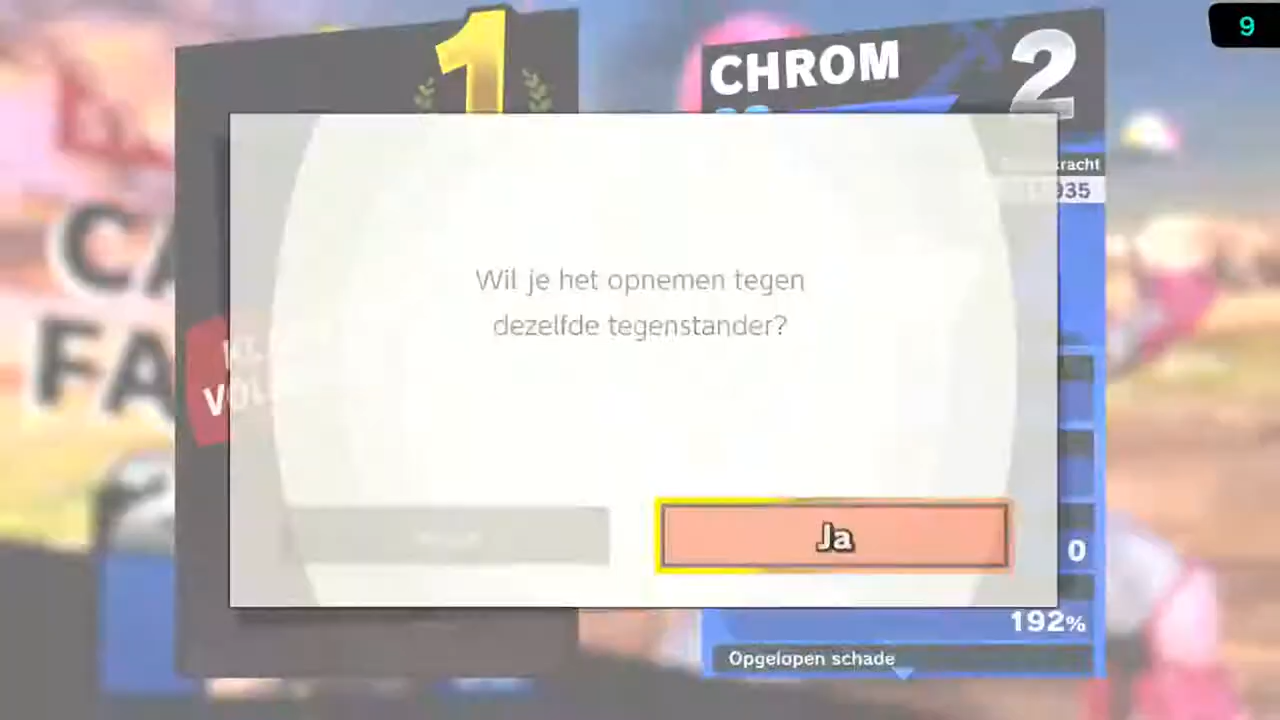 9
1
CHROM
2
935
Wil je het opnemen tegen
dezelfde tegenstander?
Ja
0
192%
Opgelopen schade